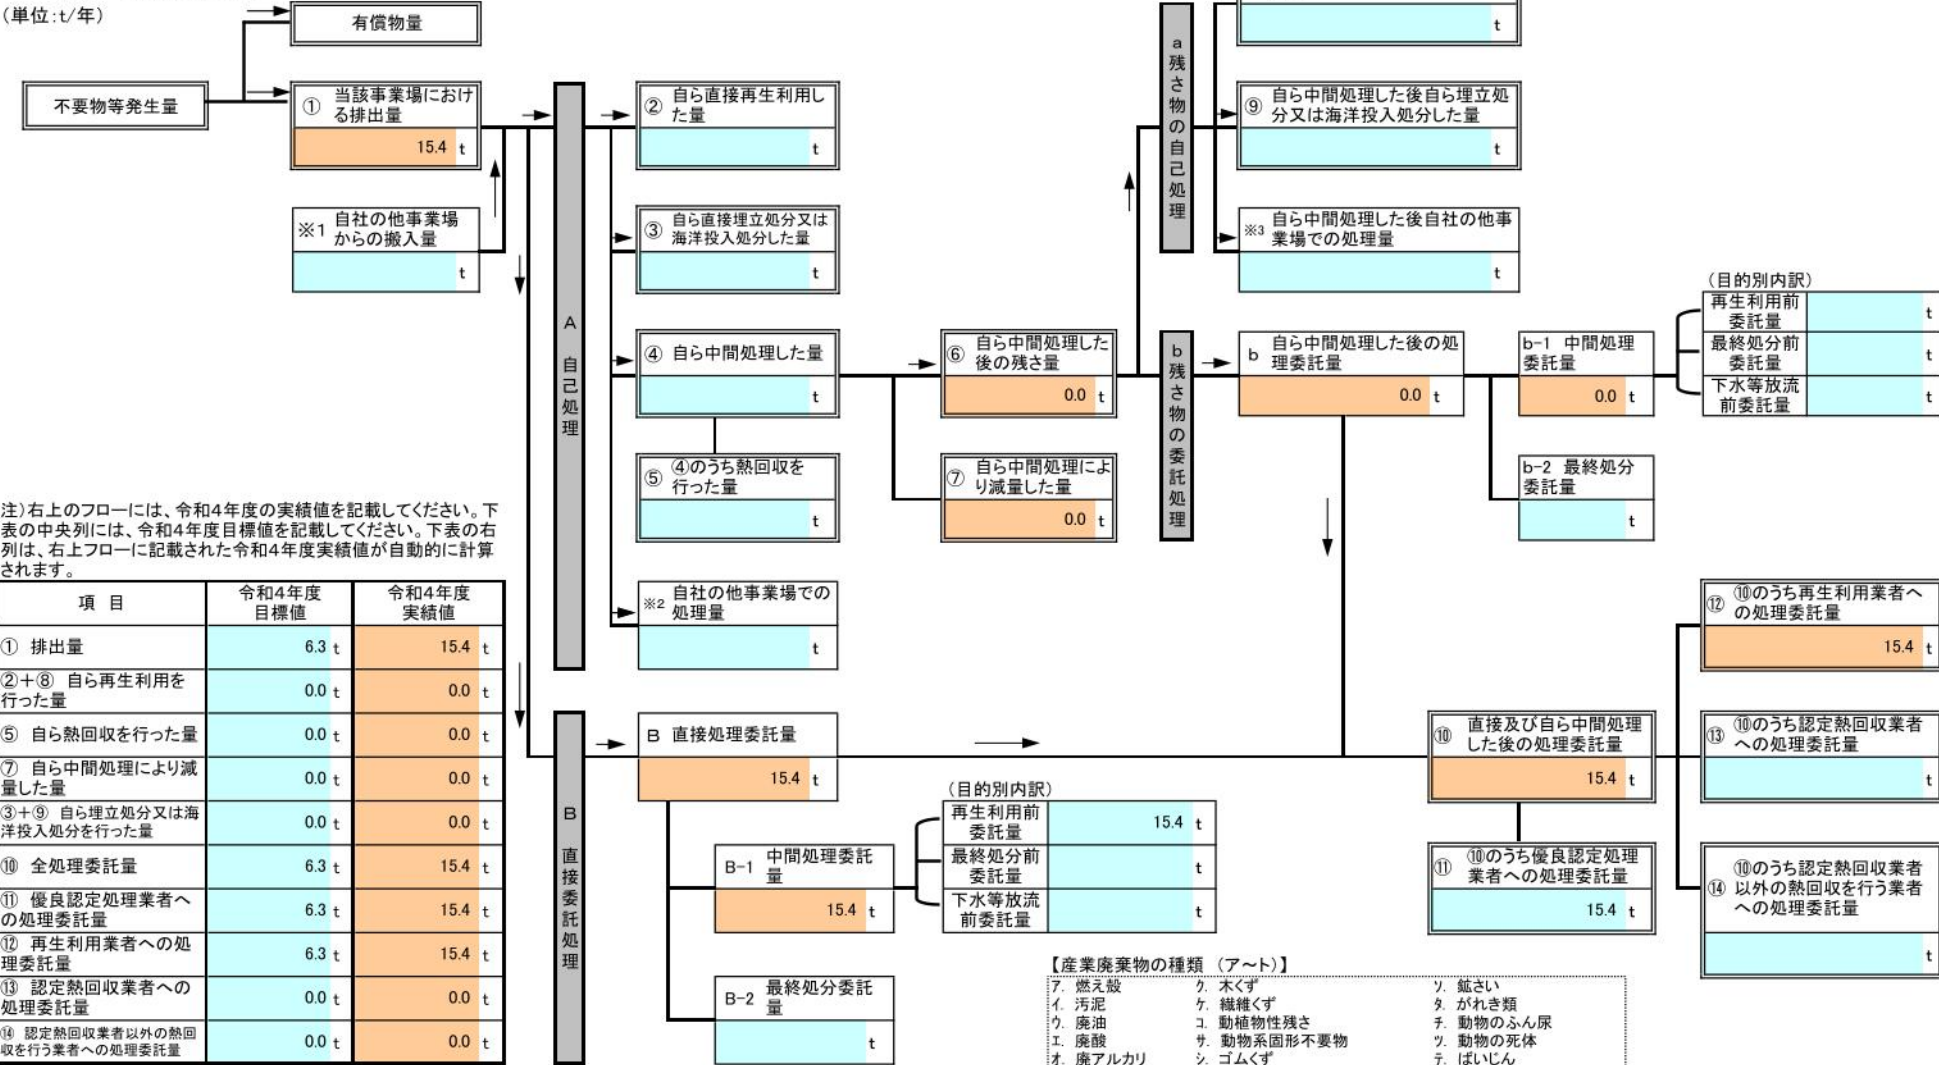 (単位:t/年)
有償物量
不要物等発生量
① 当該事業場におけ
る排出量
15.4 t
※1 自社の他事業場
からの搬入量
t
A 自己処理
② 自ら直接再生利用し
た量
t
③ 自ら直接埋立処分又は
海洋投入処分した量
t
④ 自ら中間処理した量
t
⑤ ④のうち熱回収を
行った量
t
※2 自社の他事業場での
処理量
t
⑥ 自ら中間処理した
後の残さ量
0.0 t
⑦ 自ら中間処理によ
り減量した量
0.0 t
a 残さ物の自己処理
t
⑨ 自ら中間処理した後自ら埋立処
分又は海洋投入処分した量
t
※3 自ら中間処理した後自社の他事
業場での処理量
t
b 残さ物の委託処理
b 自ら中間処理した後の処
理委託量
0.0 t
b-1 中間処理
委託量
0.0 t
(目的別内訳)
再生利用前
委託量
t
最終処分前
委託量
t
下水等放流
前委託量
t
b-2 最終処分
委託量
t
注)右上のフローには、令和4年度の実績値を記載してください。下
表の中央列には、令和4年度目標値を記載してください。下表の右
列は、右上フローに記載された令和4年度実績値が自動的に計算
されます。
項 目 令和4年度 目標値 令和4年度 実績値
① 排出量 6.3 t 15.4 t
②+⑧ 自ら再生利用を
行った量 0.0 t 0.0 t
⑤ 自ら熱回収を行った量 0.0 t 0.0 t
⑦ 自ら中間処理により減
量した量 0.0 t 0.0 t
③+⑨ 自ら埋立処分又は海
洋投入処分を行った量 0.0 t 0.0 t
⑩ 全処理委託量 6.3 t 15.4 t
⑪ 優良認定処理業者へ
の処理委託量 6.3 t 15.4 t
⑫ 再生利用業者への処
理委託量 6.3 t 15.4 t
⑬ 認定熱回収業者への
処理委託量 0.0 t 0.0 t
⑭ 認定熱回収業者以外の熱回
収を行う業者への処理委託量 0.0 t 0.0 t
B 直接委託処理
B 直接処理委託量
15.4 t
B-1 中間処理委託
量
15.4 t
(目的別内訳)
再生利用前
委託量
15.4 t
最終処分前
委託量
t
下水等放流
前委託量
t
B-2 最終処分委託
量
t
⑩ 直接及び自ら中間処理
した後の処理委託量
15.4 t
⑪ ⑩のうち優良認定処理
業者への処理委託量
15.4 t
⑫ ⑩のうち再生利用業者へ
の処理委託量
15.4 t
⑬ ⑩のうち認定熱回収業者
への処理委託量
t
⑭ ⑩のうち認定熱回収業者
以外の熱回収を行う業者
への処理委託量
t
【産業廃棄物の種類 (ア~ト)】
ア. 燃え殻 ク. 木くず ソ. 鉱さい
イ. 汚泥 ケ. 繊維くず タ. がれき類
ウ. 廃油 コ. 動植物性残さ チ. 動物のふん尿
エ. 廃酸 サ. 動物系固形不要物 ツ. 動物の死体
オ. 廃アルカリ シ. ゴムくず テ. ばいじん